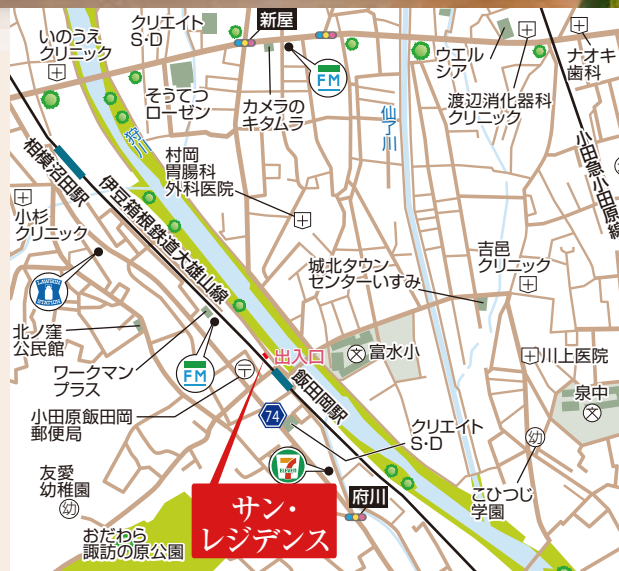 いのうえ
クリニック
クリエイト
S・D
新屋
FM
ウエル
シア
渡辺消化器科
クリニック
ナオキ
歯科
そうてつ
ローゼン
カメラの
キタムラ
狩川
仙了川
小田急小田原線
相模沼田駅
村岡
胃腸科
外科医院
伊豆箱根鉄道大雄山線
小杉
クリニック
城北タウン
センターいずみ
吉邑
クリニック
LAWSON
北ノ窪
公民館
ワークマン
プラス
FM
出入口
文
富水小
川上医院
飯田岡駅
小田原飯田岡
郵便局
74
クリエイト
S・D
泉中
文
7
ELEVEN
サン・
レジデンス
府川
友愛
幼稚園
幼
おだわら
諏訪の原公園
幼
こひつじ
学園